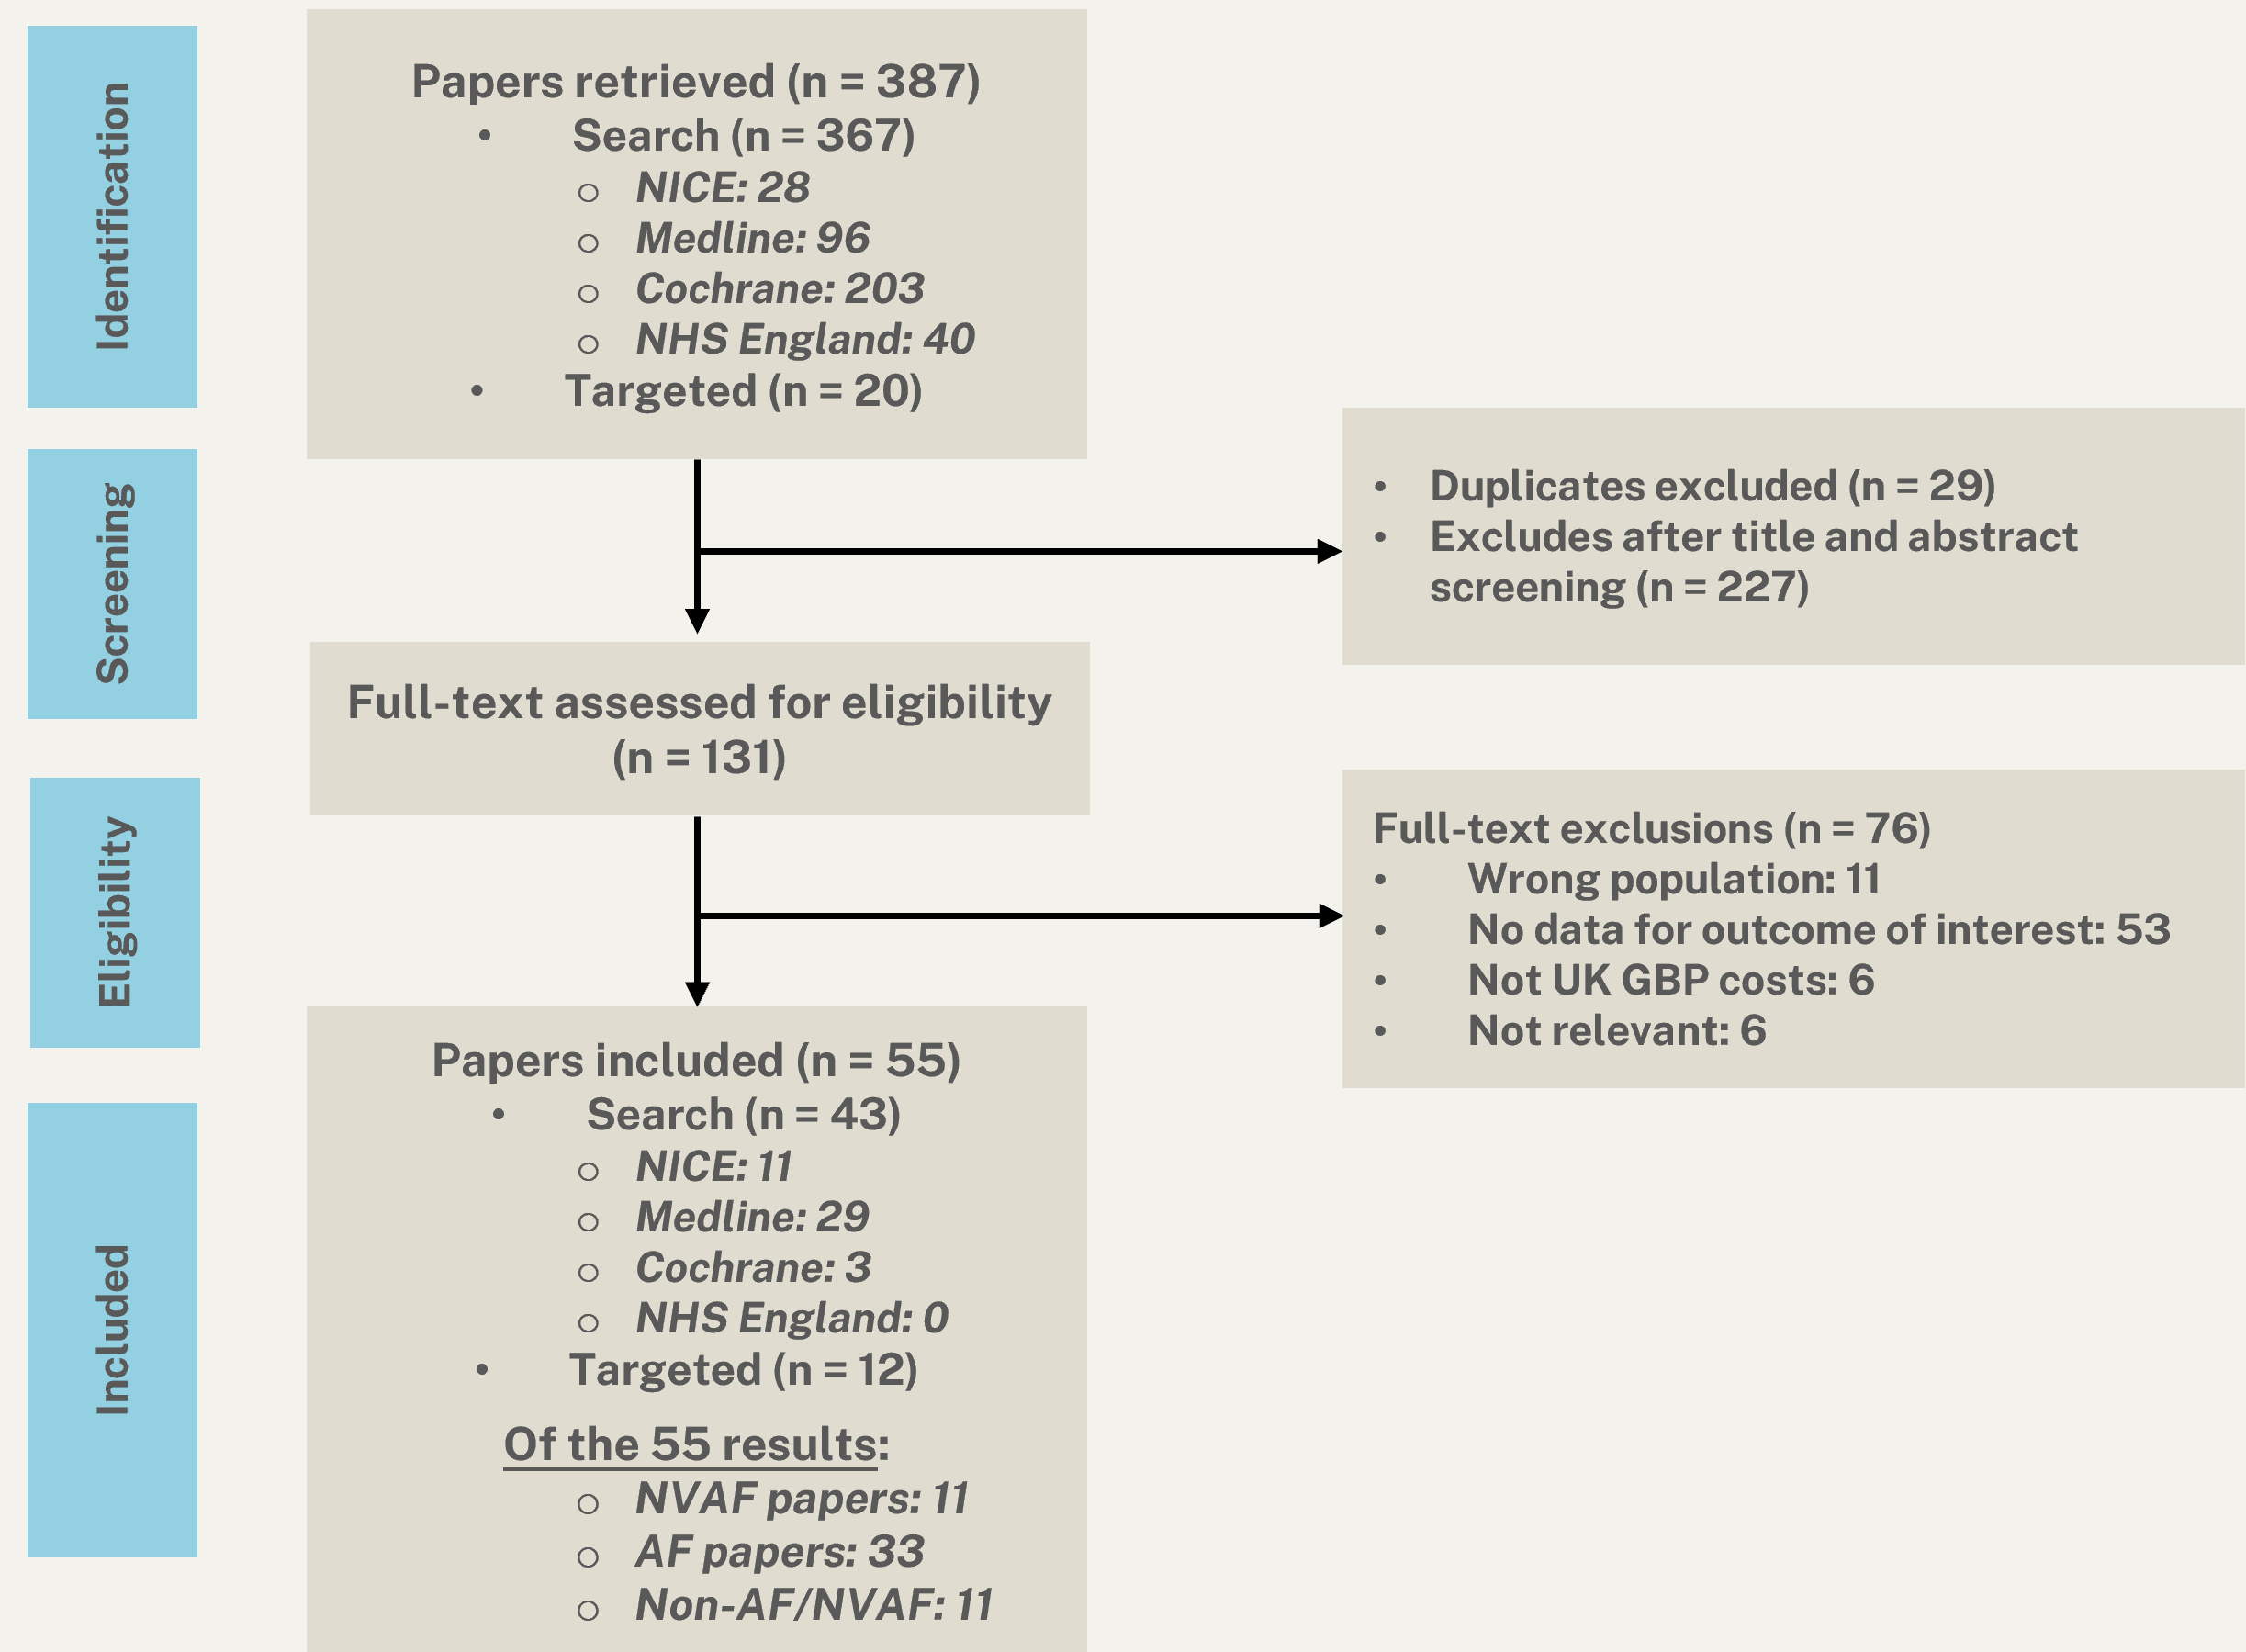 Identification
Papers retrieved (n = 387)
• Search (n = 367)
○ NICE: 28
○ Medline: 96
○ Cochrane: 203
○ NHS England: 40
• Targeted (n = 20)
Screening
• Duplicates excluded (n = 29)
• Excludes after title and abstract
screening (n = 227)
Full-text assessed for eligibility
(n = 131)
Eligibility
Full-text exclusions (n = 76)
• Wrong population: 11
• No data for outcome of interest: 53
• Not UK GBP costs: 6
• Not relevant: 6
Included
Papers included (n = 55)
• Search (n = 43)
○ NICE: 11
○ Medline: 29
○ Cochrane: 3
○ NHS England: 0
• Targeted (n = 12)
Of the 55 results:
○ NVAF papers: 11
○ AF papers: 33
○ Non-AF/NVAF: 11